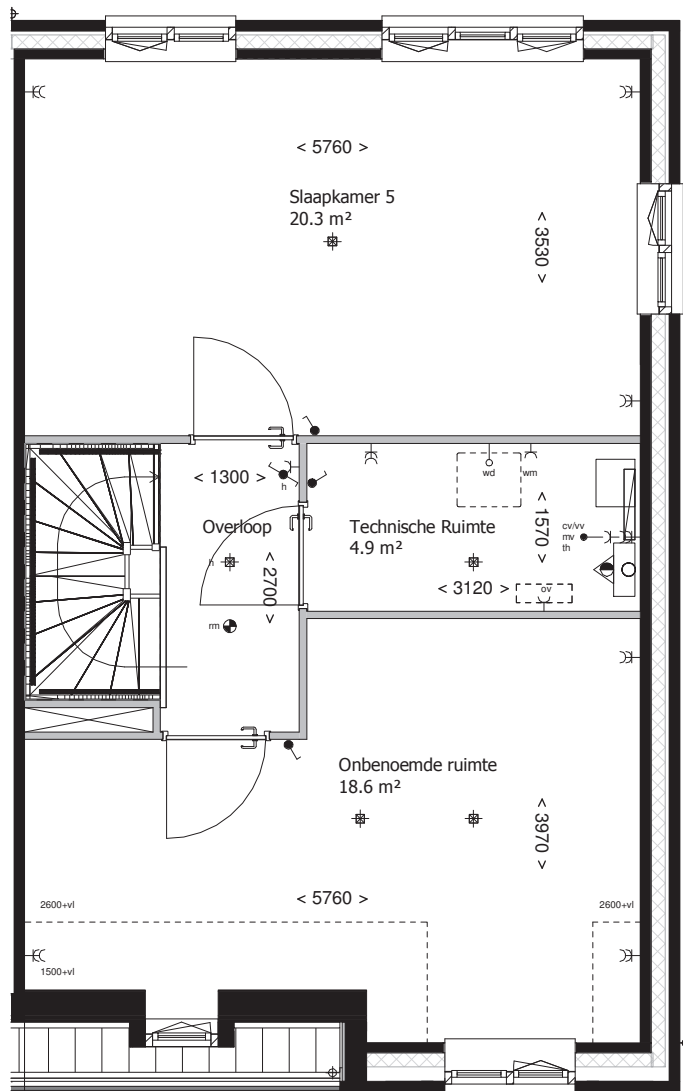 < 5760 >
Slaapkamer 5
20.3 m²
< 3530 >
< 1300 >
h
wd
wm
Overloop
Technische Ruimte
4.9 m²
< 1570 >
cv/vv
mv
th
h
< 2700 >
< 3120 >
ov
rm
Onbenoemde ruimte
18.6 m²
< 3970 >
< 5760 >
2600+vl
2600+vl
1500+vl